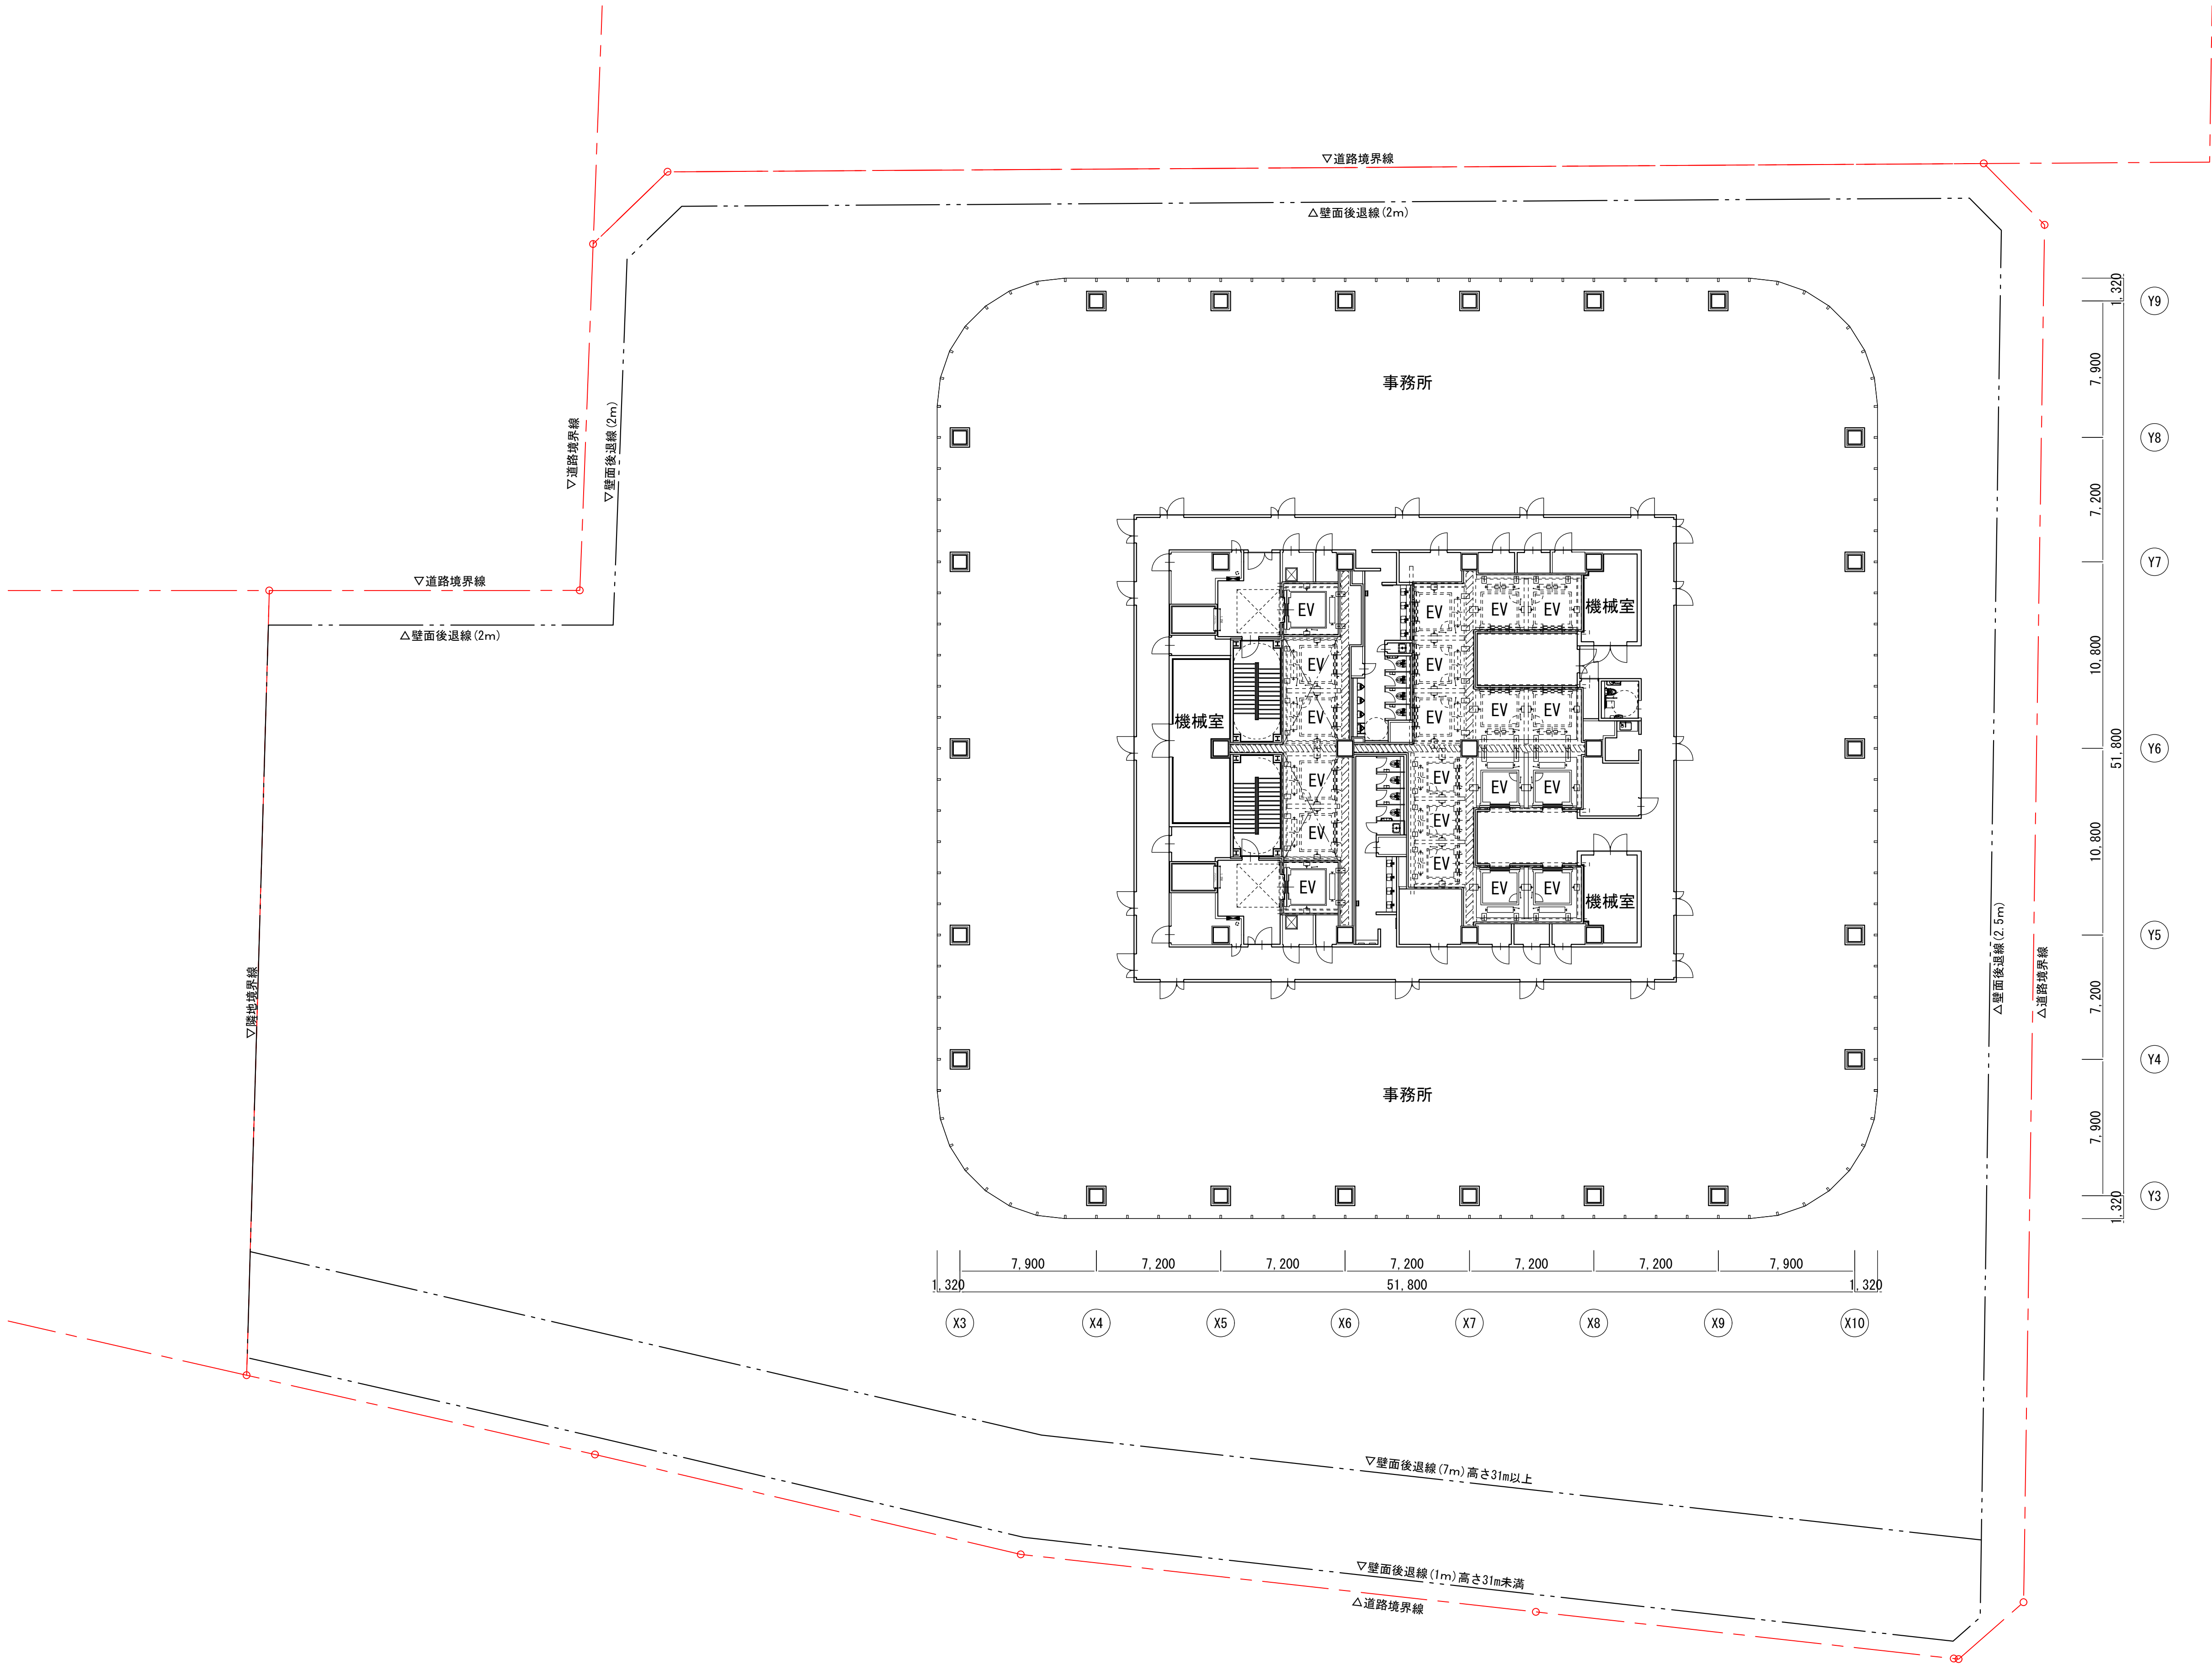 ▽道路境界線
△壁面後退線(2m)
1,320
Y9
事務所
7,900
▽道路境界線
▽壁面後退線(2m)
Y8
7,200
Y7
▽道路境界線
△壁面後退線(2m)
EV
EV
EV
EV
機械室
10,800
EV
EV
機械室
EV
EV
EV
EV
51,800
Y6
EV
EV
EV
EV
EV
EV
10,800
EV
EV
EV
EV
EV
機械室
△壁面後退線(2.5m)
Y5
▽隣地境界線
△道路境界線
7,200
Y4
事務所
7,900
Y3
1,320
7,900
7,200
7,200
7,200
7,200
7,200
7,900
1,320
51,800
1,320
X3
X4
X5
X6
X7
X8
X9
X10
▽壁面後退線(7m)高さ31m以上
▽壁面後退線(1m)高さ31m未満
△道路境界線